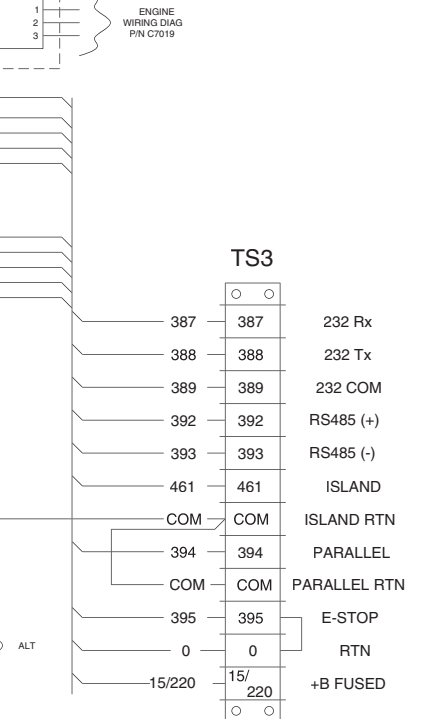 1
2
3
ENGINE
WIRING DIAG
P/N C7019
TS3
387 387 232 Rx
388 388 232 Tx
389 389 232 COM
392 392 RS485 (+)
393 393 RS485 (-)
461 461 ISLAND
COM COM ISLAND RTN
394 394 PARALLEL
COM COM PARALLEL RTN
395 395 E-STOP
0 0 RTN
15/220 15/220 +B FUSED
ALT